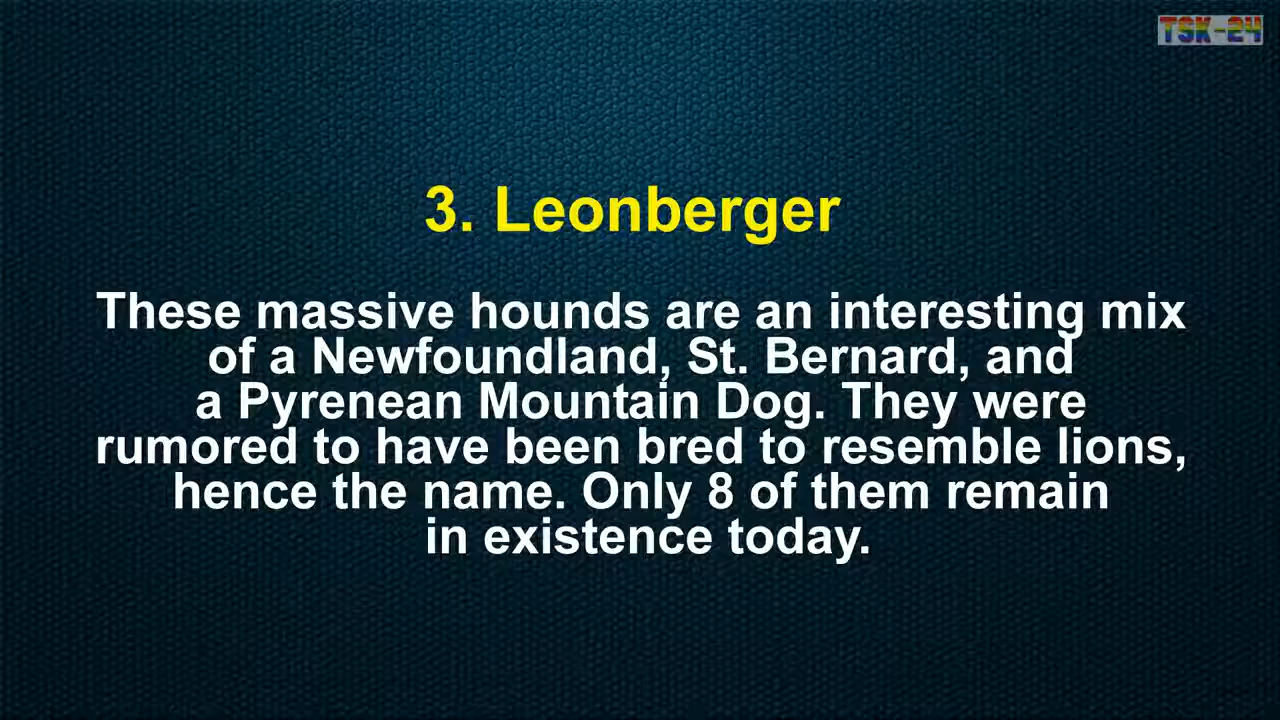 TSK-24
3. Leonberger
These massive hounds are an interesting mix
of a Newfoundland, St. Bernard, and
a Pyrenean Mountain Dog. They were
rumored to have been bred to resemble lions,
hence the name. Only 8 of them remain
in existence today.